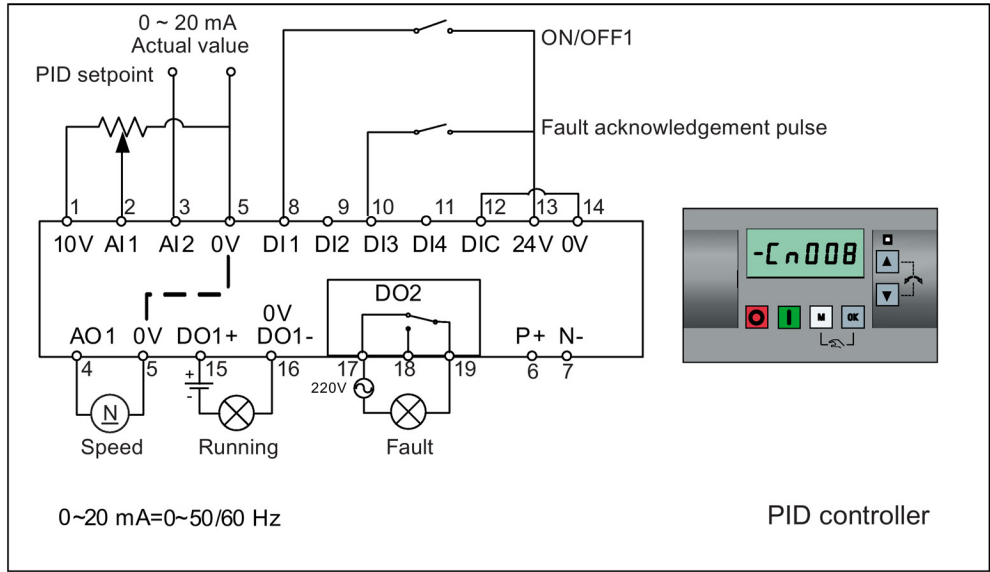 0 ~ 20 mA
Actual value
PID setpoint
ON/OFF1
Fault acknowledgement pulse
1 2 3 5 8 9 10 11 12 13 14
10V AI1 AI2 0V DI1 DI2 DI3 DI4 DIC 24V 0V
-Cn008
M OK
DO2
0V
AO1 0V DO1+ DO1- P+ N-
4 5 15 16 17 18 19 6 7
+
-
220V
N
Speed Running Fault
0~20 mA=0~50/60 Hz
PID controller